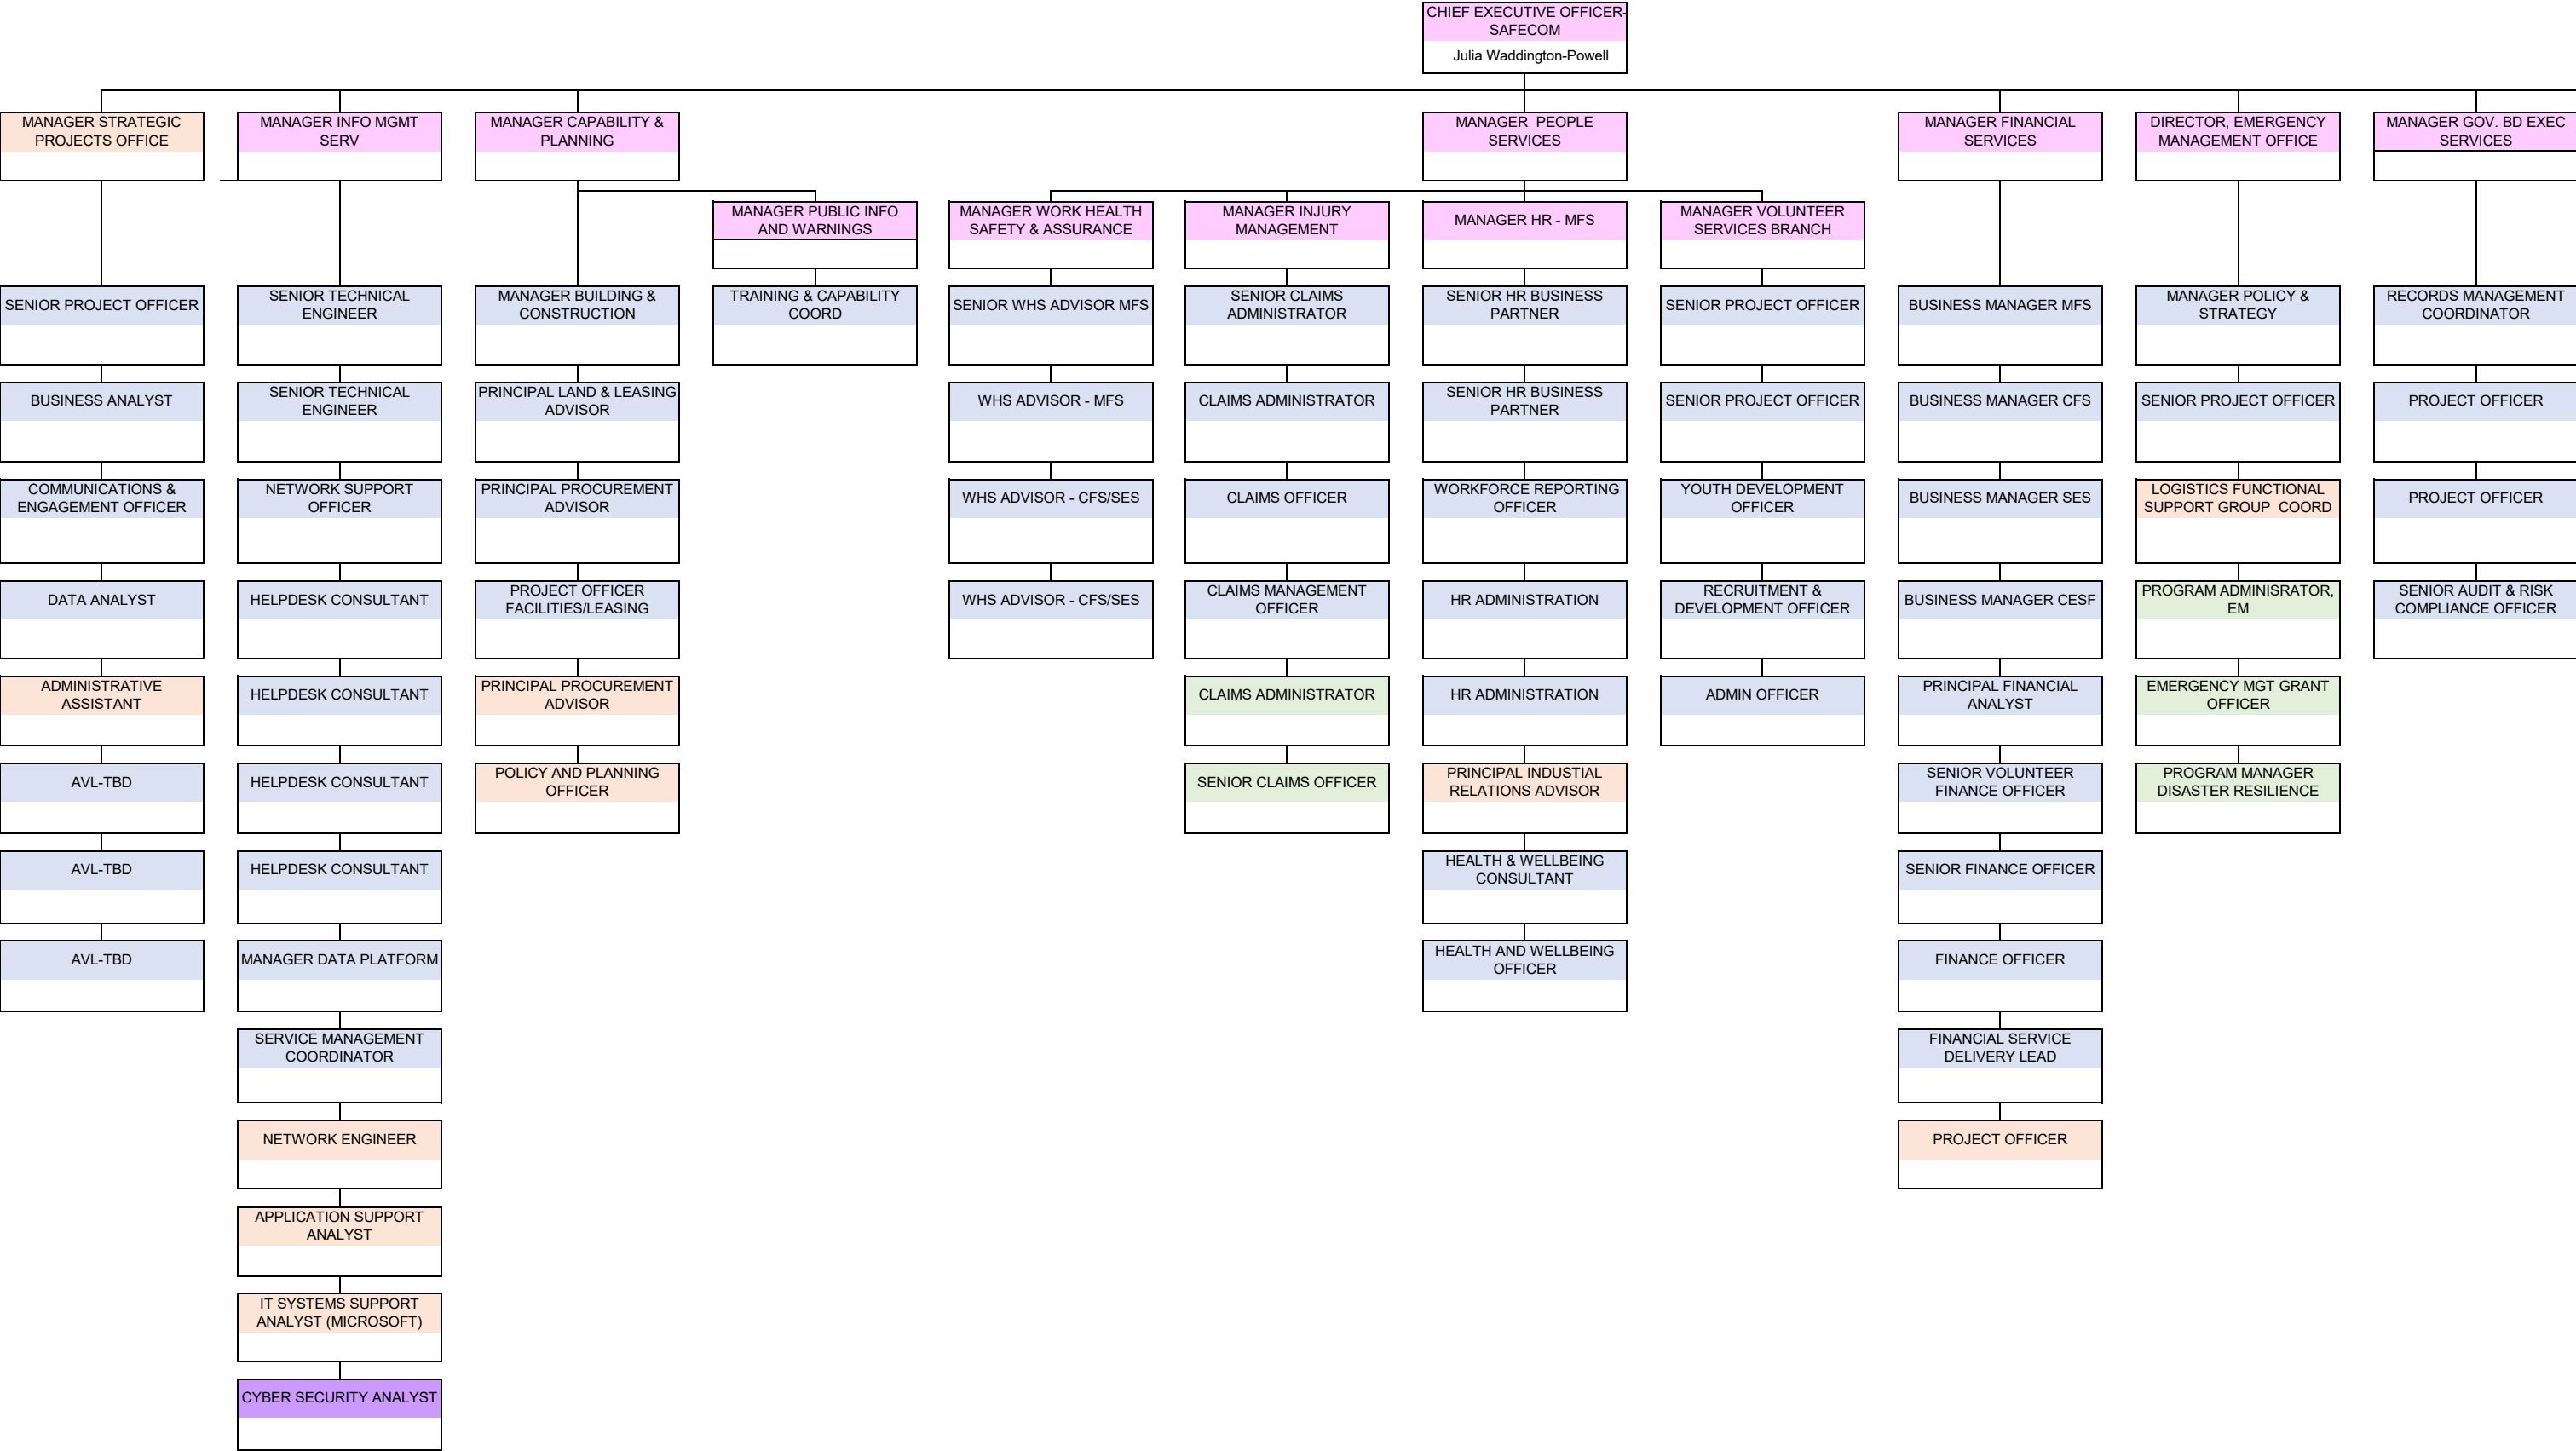 CHIEF EXECUTIVE OFFICER-
SAFECOM
Julia Waddington-Powell
MANAGER STRATEGIC
PROJECTS OFFICE
MANAGER INFO MGMT
SERV
MANAGER CAPABILITY &
PLANNING
MANAGER PEOPLE
SERVICES
MANAGER FINANCIAL
SERVICES
DIRECTOR, EMERGENCY
MANAGEMENT OFFICE
MANAGER GOV. BD EXEC
SERVICES
MANAGER PUBLIC INFO
AND WARNINGS
MANAGER WORK HEALTH
SAFETY & ASSURANCE
MANAGER INJURY
MANAGEMENT
MANAGER HR - MFS
MANAGER VOLUNTEER
SERVICES BRANCH
SENIOR PROJECT OFFICER
SENIOR TECHNICAL
ENGINEER
MANAGER BUILDING &
CONSTRUCTION
TRAINING & CAPABILITY
COORD
SENIOR WHS ADVISOR MFS
SENIOR CLAIMS
ADMINISTRATOR
SENIOR HR BUSINESS
PARTNER
SENIOR PROJECT OFFICER
BUSINESS MANAGER MFS
MANAGER POLICY &
STRATEGY
RECORDS MANAGEMENT
COORDINATOR
BUSINESS ANALYST
SENIOR TECHNICAL
ENGINEER
PRINCIPAL LAND & LEASING
ADVISOR
WHS ADVISOR - MFS
CLAIMS ADMINISTRATOR
SENIOR HR BUSINESS
PARTNER
SENIOR PROJECT OFFICER
BUSINESS MANAGER CFS
SENIOR PROJECT OFFICER
PROJECT OFFICER
COMMUNICATIONS &
ENGAGEMENT OFFICER
NETWORK SUPPORT
OFFICER
PRINCIPAL PROCUREMENT
ADVISOR
WHS ADVISOR - CFS/SES
CLAIMS OFFICER
WORKFORCE REPORTING
OFFICER
YOUTH DEVELOPMENT
OFFICER
BUSINESS MANAGER SES
LOGISTICS FUNCTIONAL
SUPPORT GROUP COORD
PROJECT OFFICER
DATA ANALYST
HELPDESK CONSULTANT
PROJECT OFFICER
FACILITIES/LEASING
WHS ADVISOR - CFS/SES
CLAIMS MANAGEMENT
OFFICER
HR ADMINISTRATION
RECRUITMENT &
DEVELOPMENT OFFICER
BUSINESS MANAGER CESF
PROGRAM ADMINISRATOR,
EM
SENIOR AUDIT & RISK
COMPLIANCE OFFICER
ADMINISTRATIVE
ASSISTANT
HELPDESK CONSULTANT
PRINCIPAL PROCUREMENT
ADVISOR
CLAIMS ADMINISTRATOR
HR ADMINISTRATION
ADMIN OFFICER
PRINCIPAL FINANCIAL
ANALYST
EMERGENCY MGT GRANT
OFFICER
AVL-TBD
HELPDESK CONSULTANT
POLICY AND PLANNING
OFFICER
SENIOR CLAIMS OFFICER
PRINCIPAL INDUSTIAL
RELATIONS ADVISOR
SENIOR VOLUNTEER
FINANCE OFFICER
PROGRAM MANAGER
DISASTER RESILIENCE
AVL-TBD
HELPDESK CONSULTANT
HEALTH & WELLBEING
CONSULTANT
SENIOR FINANCE OFFICER
AVL-TBD
MANAGER DATA PLATFORM
HEALTH AND WELLBEING
OFFICER
FINANCE OFFICER
SERVICE MANAGEMENT
COORDINATOR
FINANCIAL SERVICE
DELIVERY LEAD
NETWORK ENGINEER
PROJECT OFFICER
APPLICATION SUPPORT
ANALYST
IT SYSTEMS SUPPORT
ANALYST (MICROSOFT)
CYBER SECURITY ANALYST